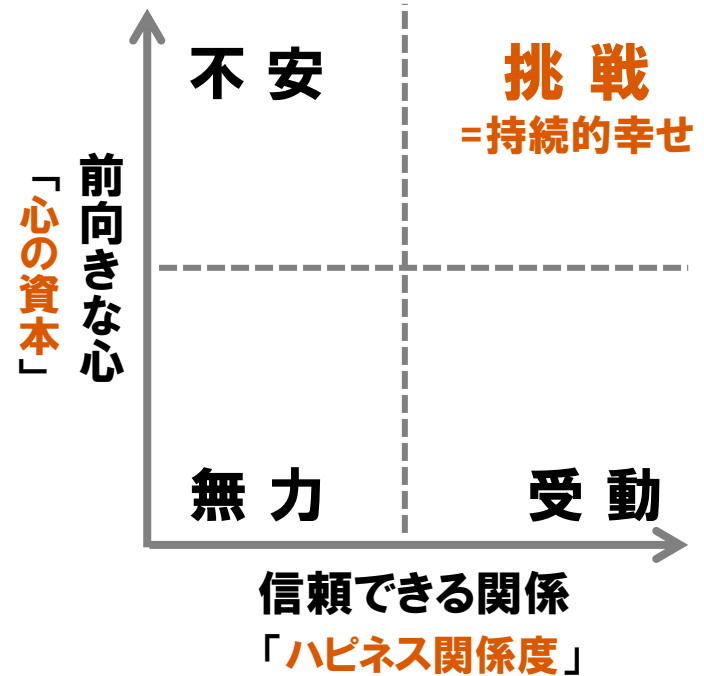 不安
挑戦
=持続的幸せ
前向きな心
「心の資本」
無力
受動
信頼できる関係
「ハピネス関係度」